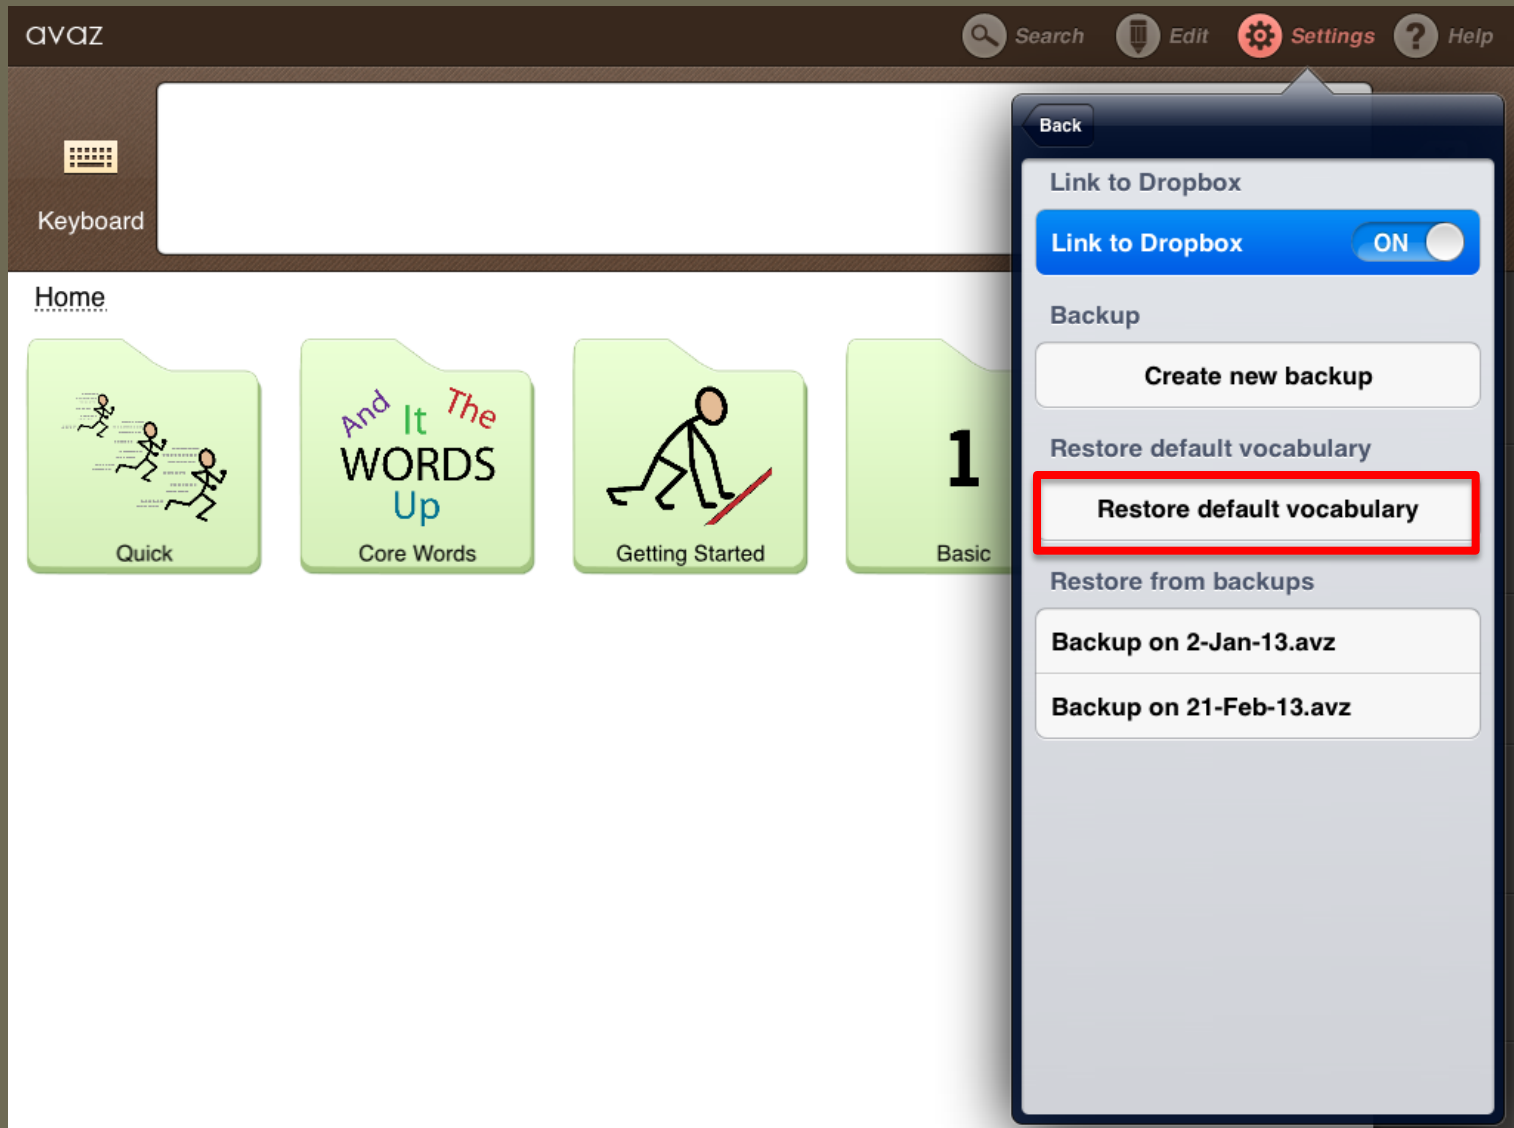 avaz
Search Edit Settings Help
Keyboard
Home
And It The
WORDS
Up
1
Quick
Core Words
Getting Started
Basic
Back
Link to Dropbox
Link to Dropbox ON
Backup
Create new backup
Restore default vocabulary
Restore default vocabulary
Restore from backups
Backup on 2-Jan-13.avz
Backup on 21-Feb-13.avz